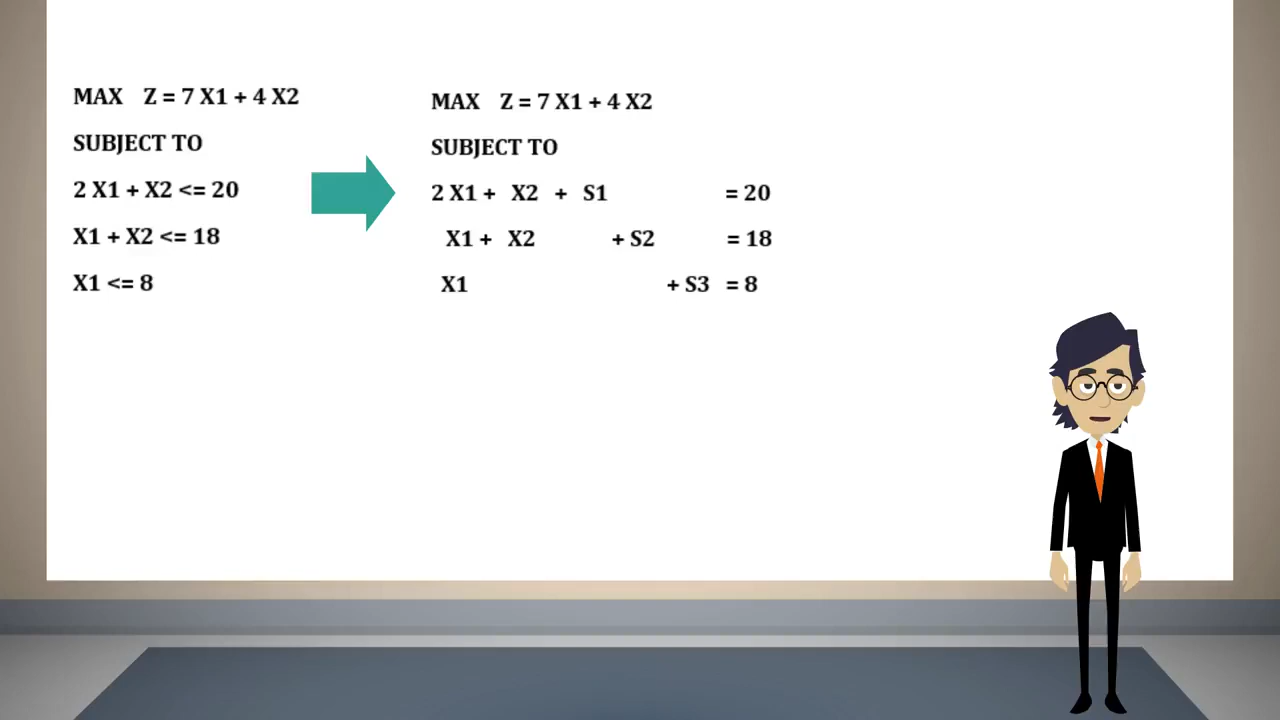 MAX Z = 7 X1 + 4 X2
SUBJECT TO
2 X1 + X2 <= 20
X1 + X2 <= 18
X1 <= 8
MAX Z = 7 X1 + 4 X2
SUBJECT TO
2 X1 + X2 + S1 = 20
X1 + X2 + S2 = 18
X1 + S3 = 8